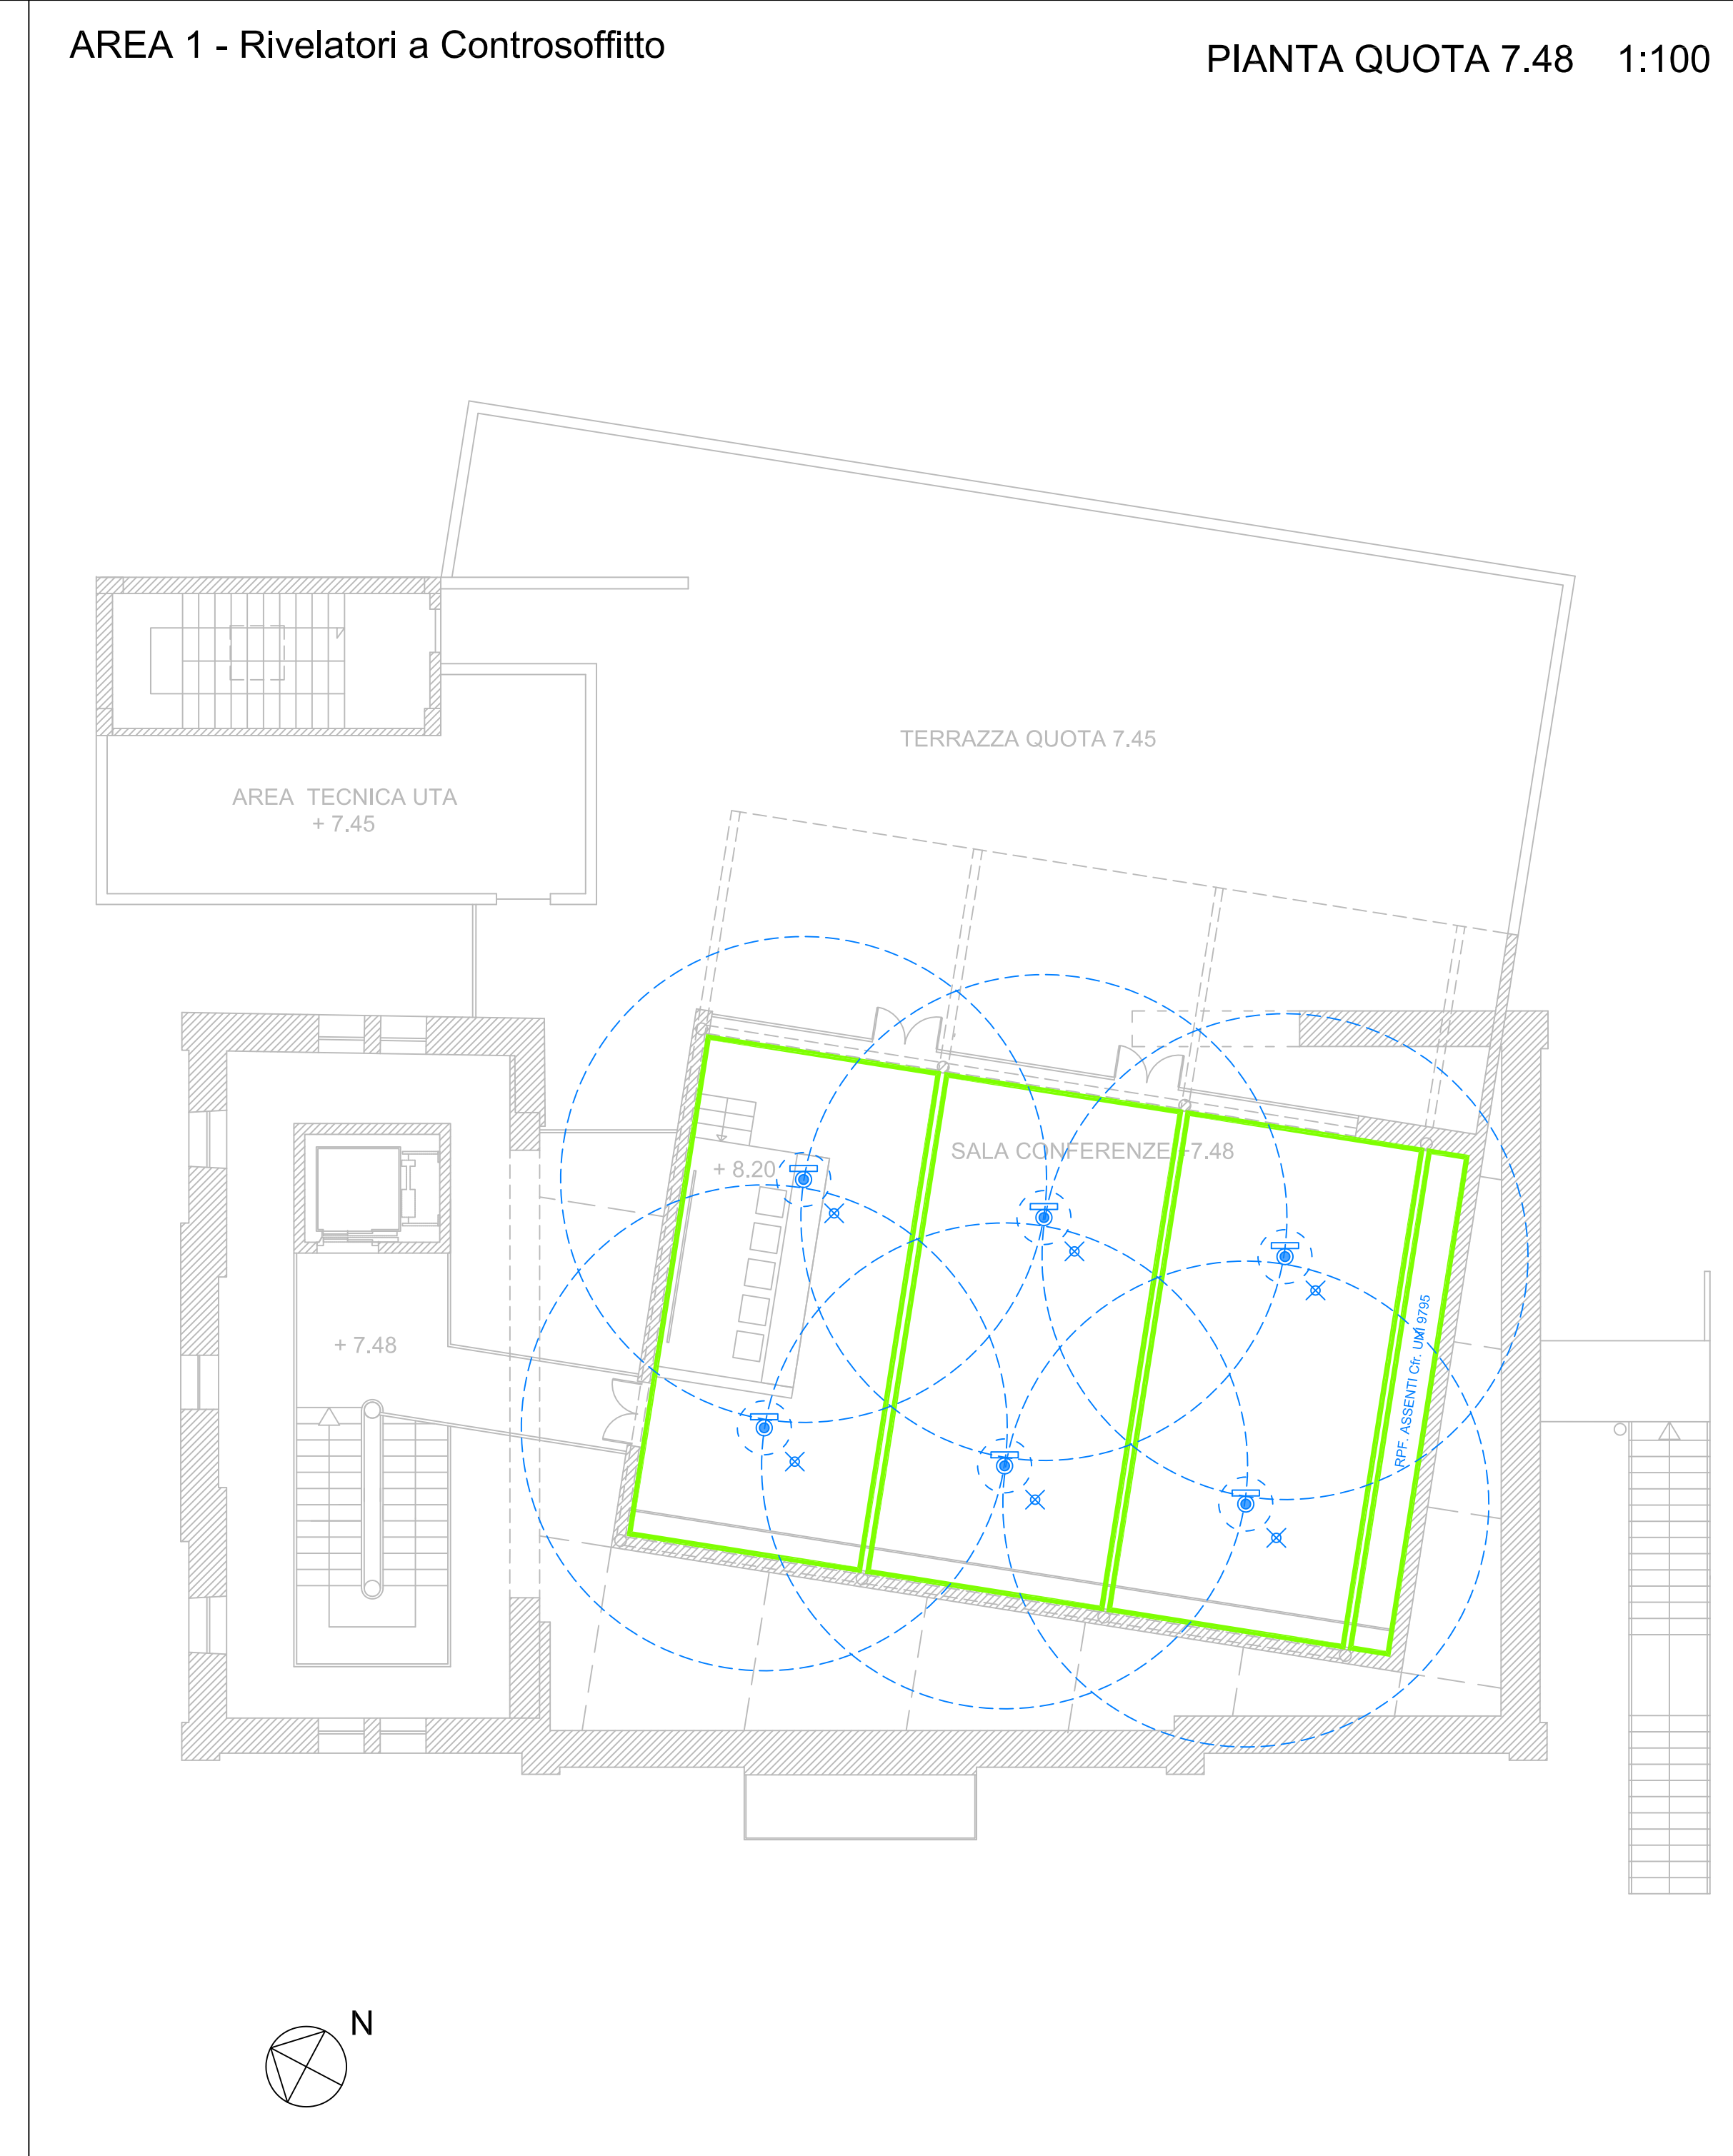 AREA 1 - Rivelatori a Controsoffitto
PIANTA QUOTA 7.48 1:100
TERRAZZA QUOTA 7.45
AREA TECNICA UTA
+ 7.45
SALA CONFERENZE +7.48
+ 8.20
+ 7.48
RPF. ASSENTI Cfr. UNI 9795
N